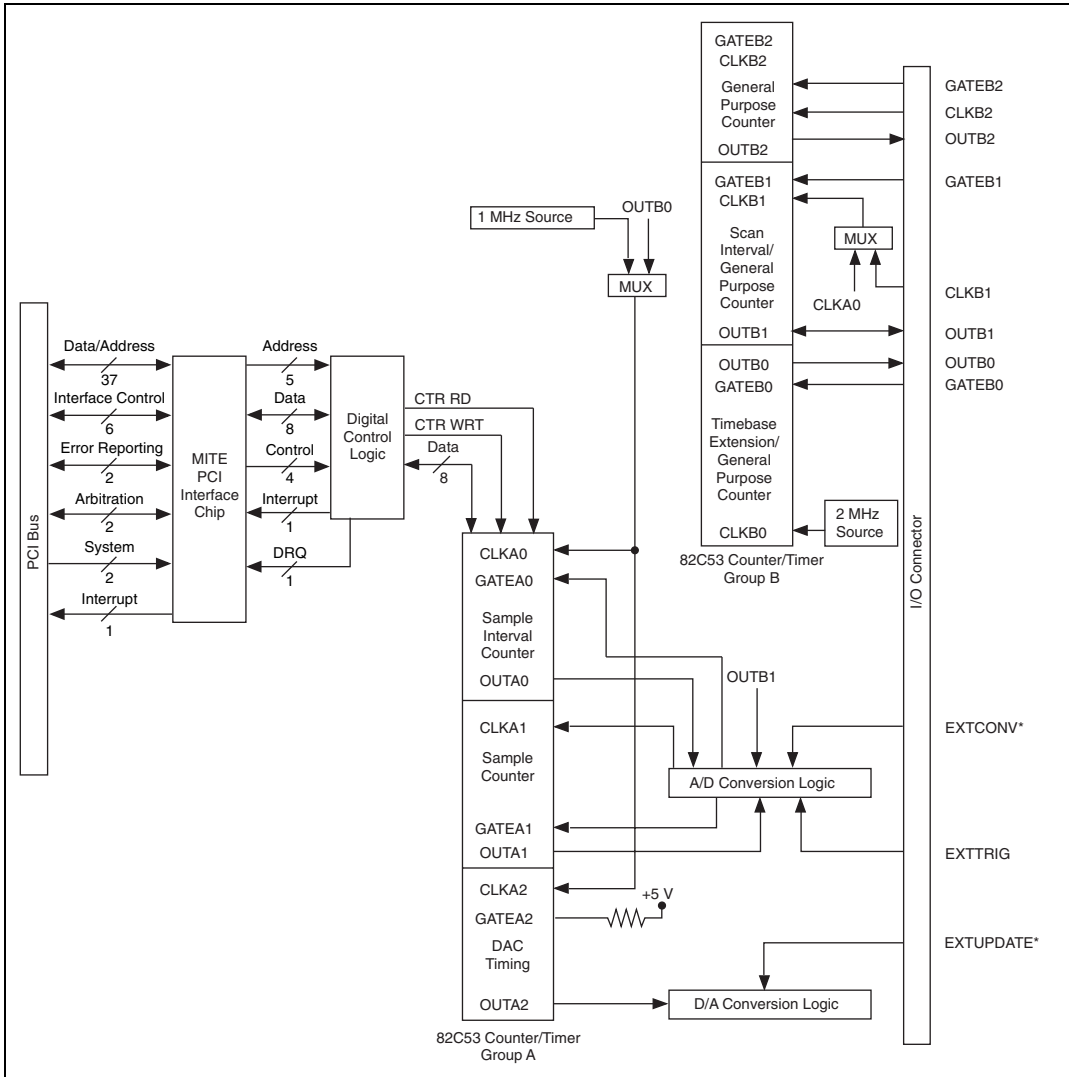 GATEB2
CLKB2
General
Purpose
Counter
OUTB2
GATEB1
CLKB1
Scan
Interval/
General
Purpose
Counter
OUTB1
OUTB0
GATEB0
Timebase
Extension/
General
Purpose
Counter
CLKB0
82C53 Counter/Timer
Group B
2 MHz
Source
MUX
CLKA0
I/O Connector
GATEB2
CLKB2
OUTB2
GATEB1
CLKB1
OUTB1
OUTB0
GATEB0
EXTCONV*
EXTTRIG
EXTUPDATE*
1 MHz Source
OUTB0
MUX
PCI Bus
Data/Address
37
Interface Control
6
Error Reporting
2
Arbitration
2
System
2
Interrupt
1
MITE
PCI
Interface
Chip
Address
5
Data
8
Control
4
Interrupt
1
DRQ
1
Digital
Control
Logic
CTR RD
CTR WRT
Data
8
CLKA0
GATEA0
Sample
Interval
Counter
OUTA0
CLKA1
Sample
Counter
GATEA1
OUTA1
CLKA2
GATEA2
DAC
Timing
OUTA2
82C53 Counter/Timer
Group A
OUTB1
A/D Conversion Logic
+5 V
D/A Conversion Logic